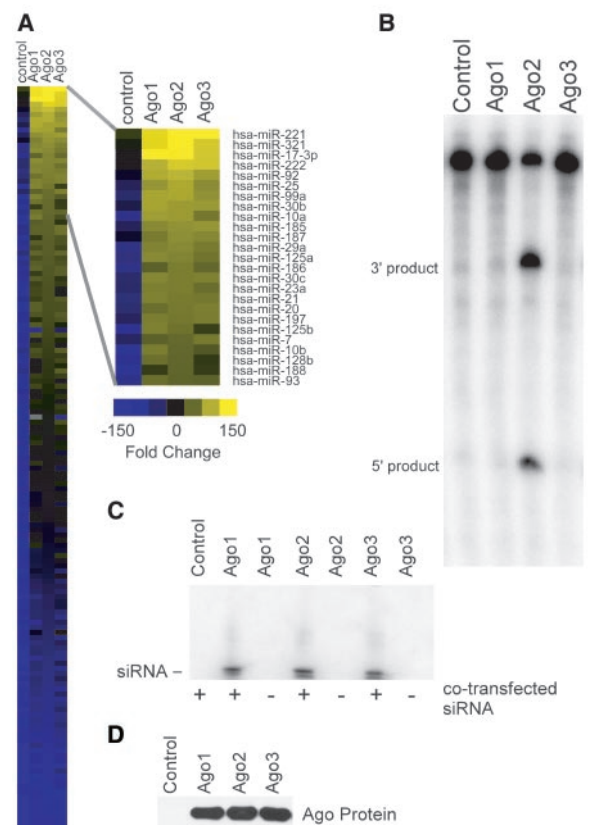 A
control
Ago1
Ago2
Ago3
control
Ago1
Ago2
Ago3
hsa-miR-221
hsa-miR-321
hsa-miR-17-3p
hsa-miR-222
hsa-miR-92
hsa-miR-25
hsa-miR-99a
hsa-miR-30b
hsa-miR-10a
hsa-miR-185
hsa-miR-187
hsa-miR-29a
hsa-miR-125a
hsa-miR-186
hsa-miR-30c
hsa-miR-23a
hsa-miR-21
hsa-miR-20
hsa-miR-197
hsa-miR-125b
hsa-miR-7
hsa-miR-10b
hsa-miR-128b
hsa-miR-188
hsa-miR-93
-150 0 150
Fold Change
B
Control
Ago1
Ago2
Ago3
3' product
5' product
C
Control
Ago1
Ago1
Ago2
Ago2
Ago3
Ago3
siRNA –
+ + - + - + -
co-transfected
siRNA
D
Control
Ago1
Ago2
Ago3
Ago Protein